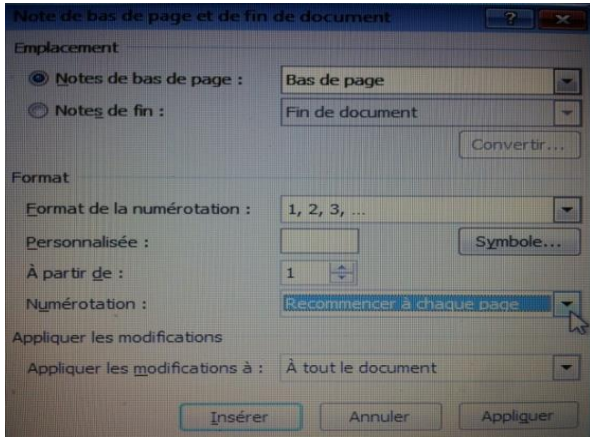 Note de bas de page et de fin de document
Emplacement
Notes de bas de page : Bas de page
Notes de fin : Fin de document
Convertir...
Format
Format de la numérotation : 1, 2, 3, ...
Personnalisée : Symbole...
À partir de : 1
Numérotation : Recommencer à chaque page
Appliquer les modifications
Appliquer les modifications à : À tout le document
Insérer Annuler Appliquer